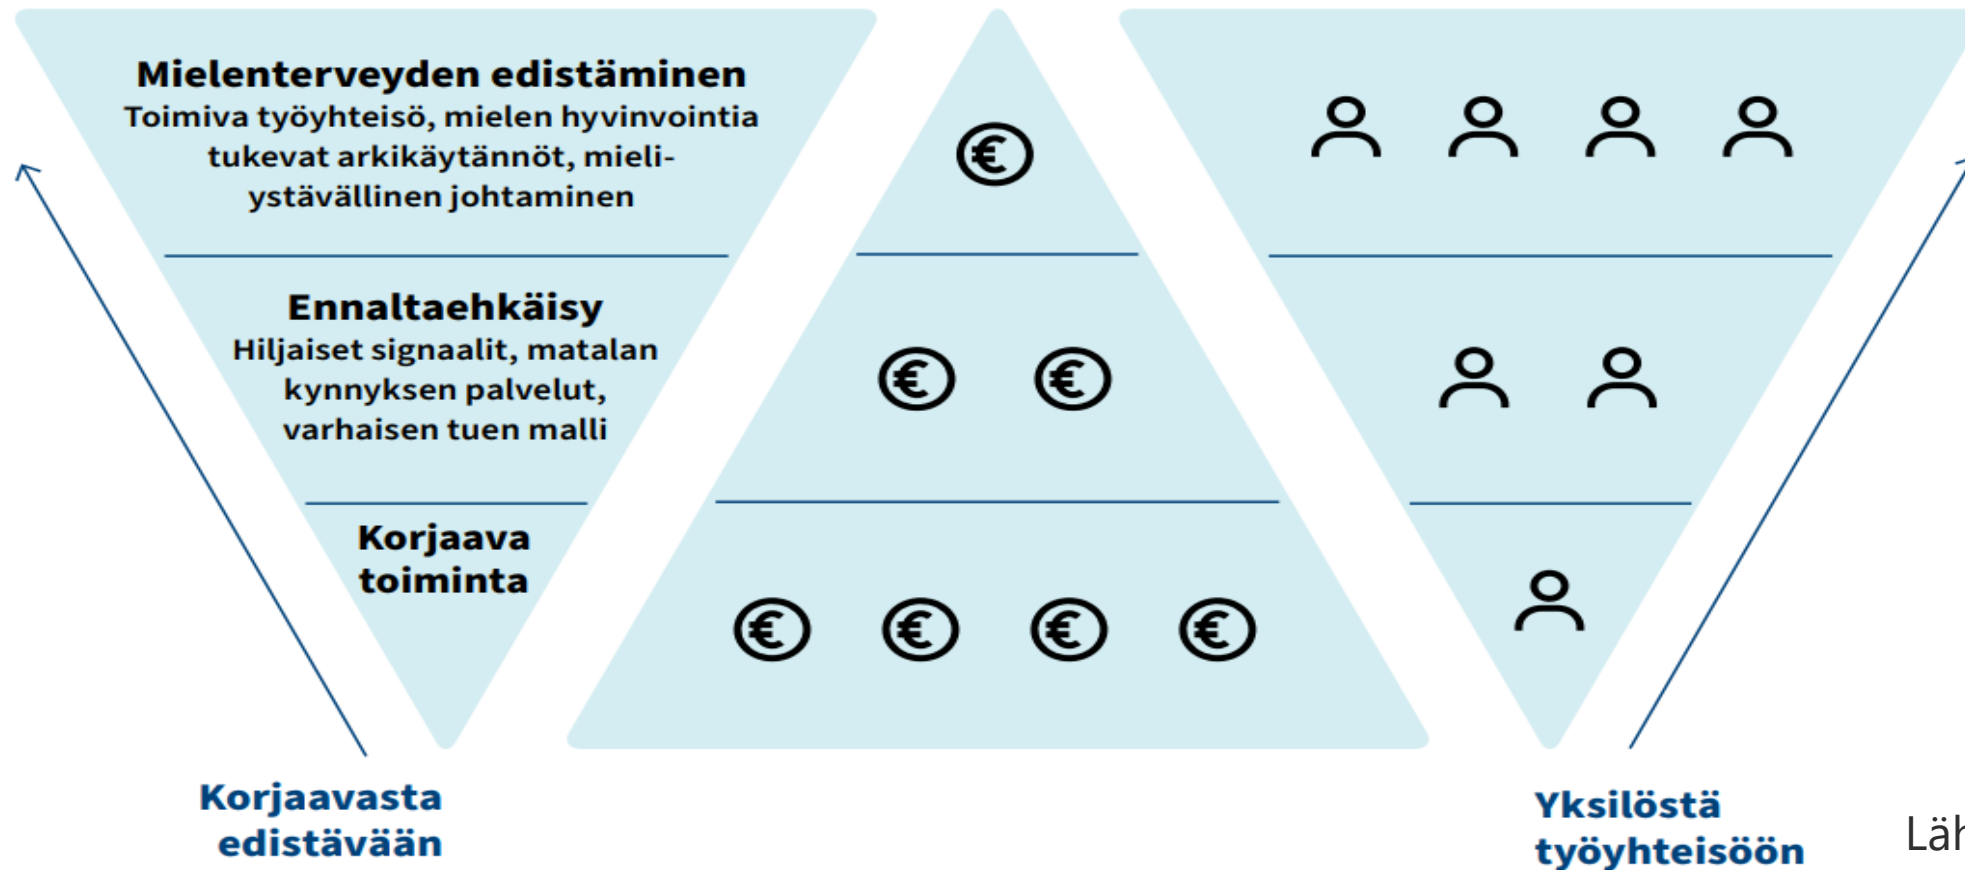 Mielenterveyden edistäminen
Toimiva työyhteisö, mielen hyvinvointia
tukevat arkikäytännöt, mieli-
ystävällinen johtaminen
Ennaltaehkäisy
Hiljaiset signaalit, matalan
kynnyksen palvelut,
varhaisen tuen malli
Korjaava
toiminta
€
€ €
€ € € €
Korjaavasta
edistävään
Yksilöstä
työyhteisöön